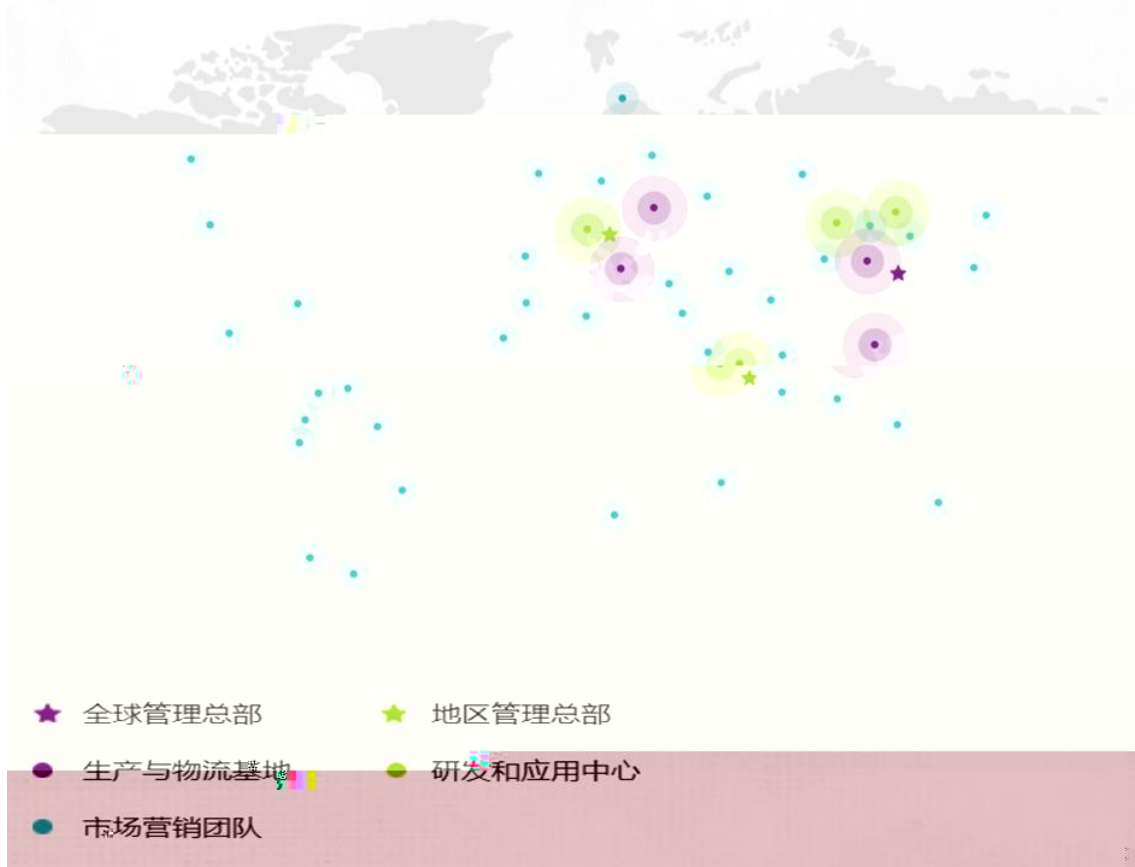 全球管理总部
地区管理总部
生产与物流基地
研发和应用中心
市场营销团队